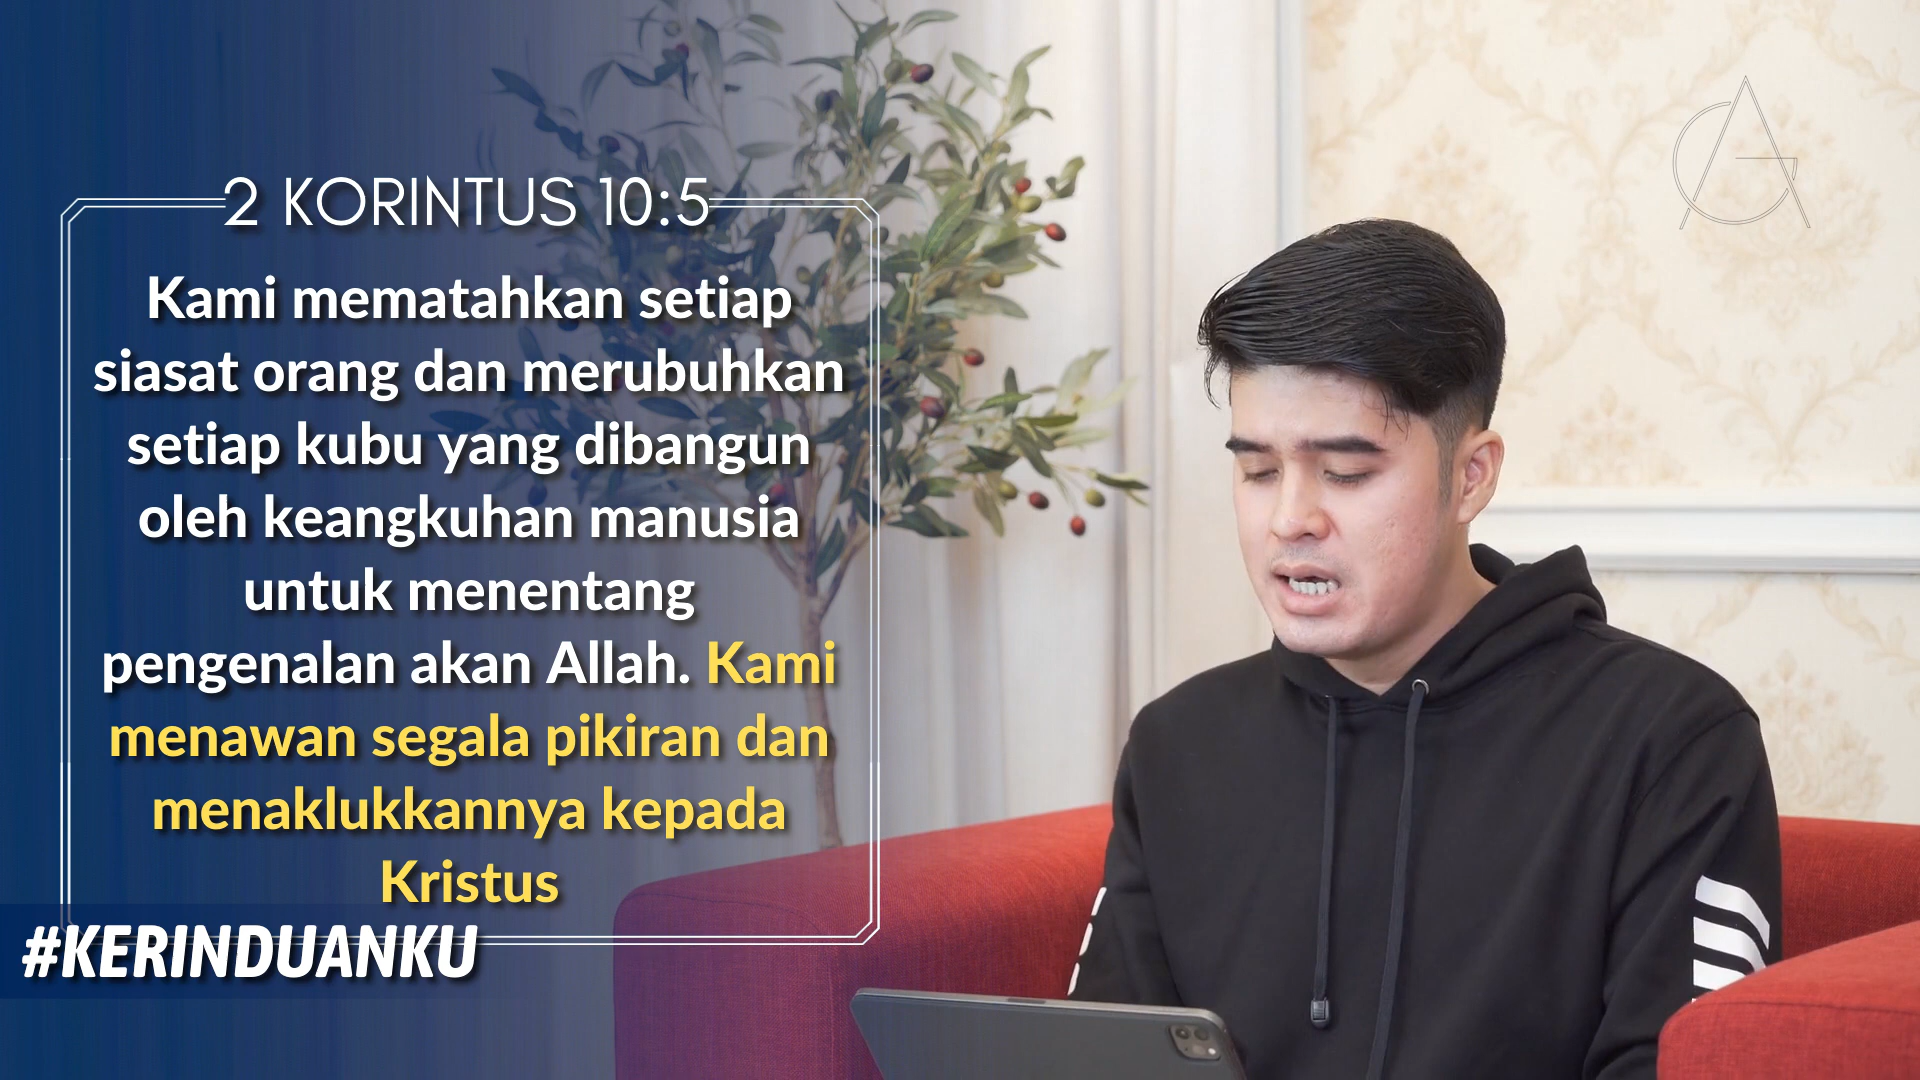 2 KORINTUS 10:5
Kami mematahkan setiap
siasat orang dan merubuhkan
setiap kubu yang dibangun
oleh keangkuhan manusia
untuk menentang
pengenalan akan Allah. Kami
menawan segala pikiran dan
menaklukkannya kepada
Kristus
#KERINDUANKU